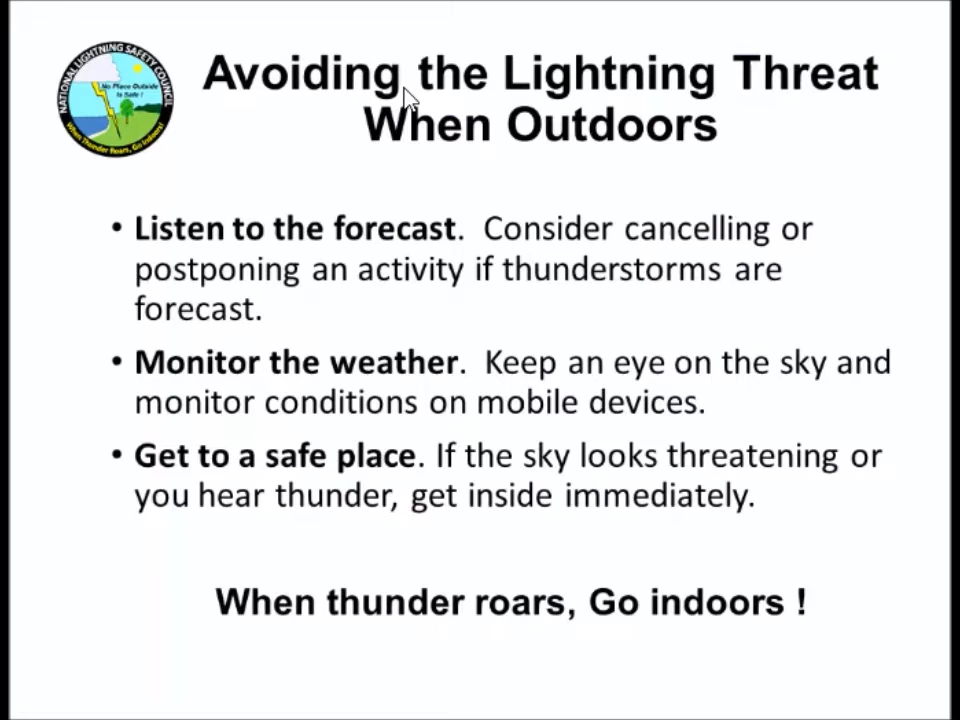 NATIONAL LIGHTNING SAFETY COUNCIL
No Place Outside
Is Safe !
When Thunder Roars, Go Indoors!
Avoiding the Lightning Threat
When Outdoors
• Listen to the forecast.  Consider cancelling or
postponing an activity if thunderstorms are
forecast.
• Monitor the weather.  Keep an eye on the sky and
monitor conditions on mobile devices.
• Get to a safe place. If the sky looks threatening or
you hear thunder, get inside immediately.
When thunder roars, Go indoors !